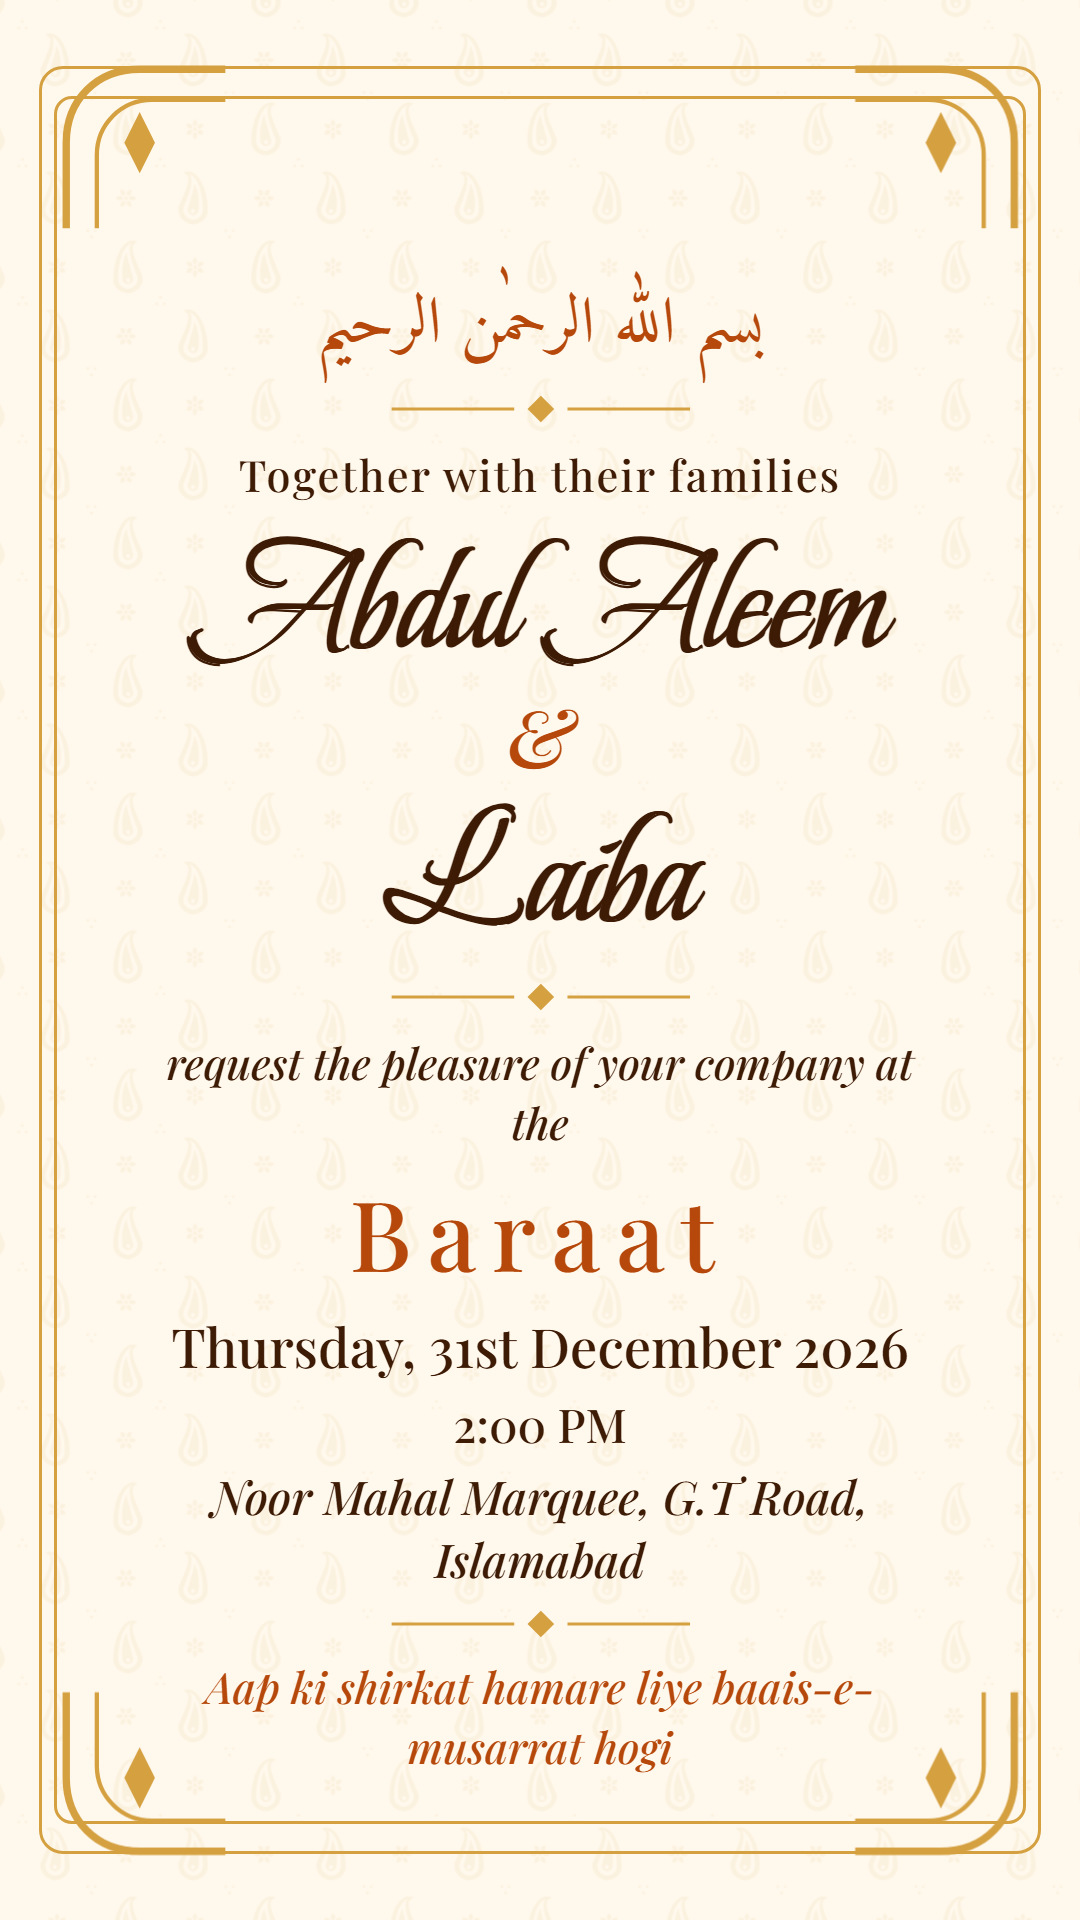 بسم الله الرحمٰن الرحيم
Together with their families
Abdul Aleem
&
Laiba
request the pleasure of your company at
the
Baraat
Thursday, 31st December 2026
2:00 PM
Noor Mahal Marquee, G.T Road,
Islamabad
Aap ki shirkat hamare liye baais-e-
musarrat hogi